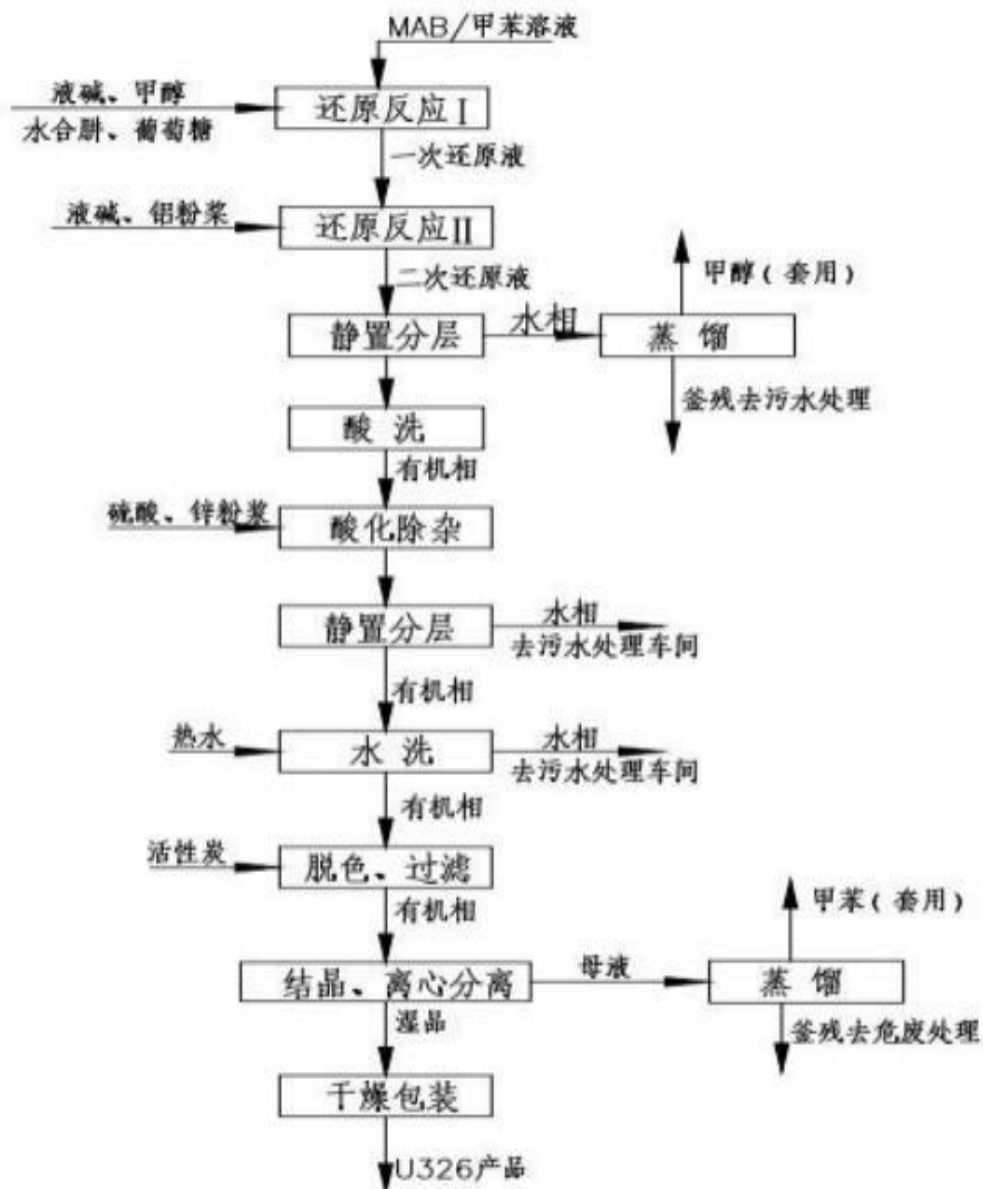 MAB/甲苯溶液
液碱、甲醇
水合肼、葡萄糖
还原反应Ⅰ
一次还原液
液碱、铝粉浆
还原反应Ⅱ
二次还原液
甲醇（套用）
静置分层
水相
蒸 馏
釜残去污水处理
酸 洗
有机相
硫酸、锌粉浆
酸化除杂
静置分层
水相
去污水处理车间
有机相
热水
水 洗
水相
去污水处理车间
有机相
活性炭
脱色、过滤
有机相
甲苯（套用）
结晶、离心分离
母液
蒸 馏
湿品
釜残去危废处理
干燥包装
U326产品